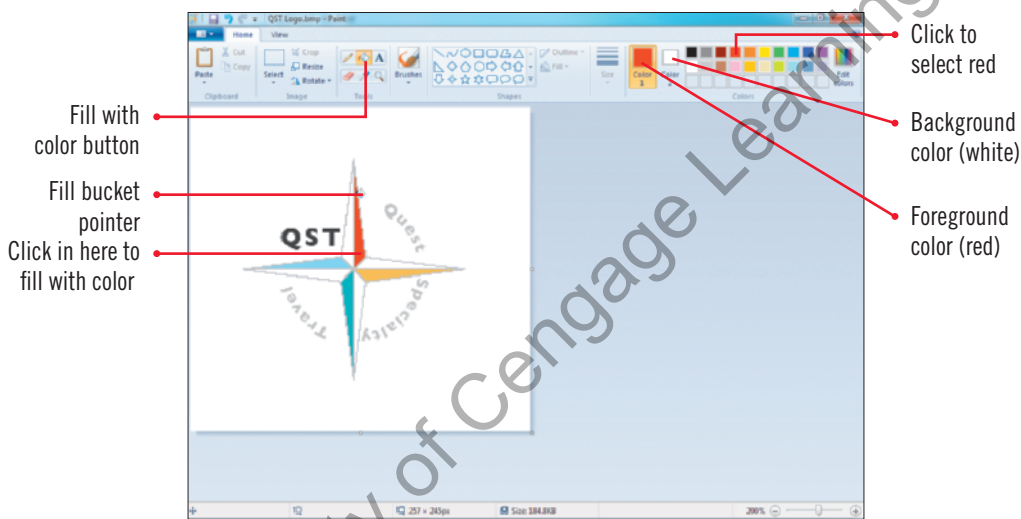 QST Logo.bmp - Paint
Home View
Paste
Cut
Copy
Clipboard
Select
Crop
Resize
Rotate
Image
A
Tools
Brushes
Shapes
Outline
Fill
Size
Color
1
Color
2
Edit
colors
Colors
Click to
select red
Background
color (white)
Foreground
color (red)
Fill with
color button
Fill bucket
pointer
Click in here to
fill with color
QST
Quest
Specialty
Travel
257 × 245px
Size: 184.8KB
200%
of Cengage Learning